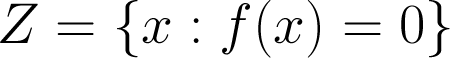 Z = {x : f(x) = 0}